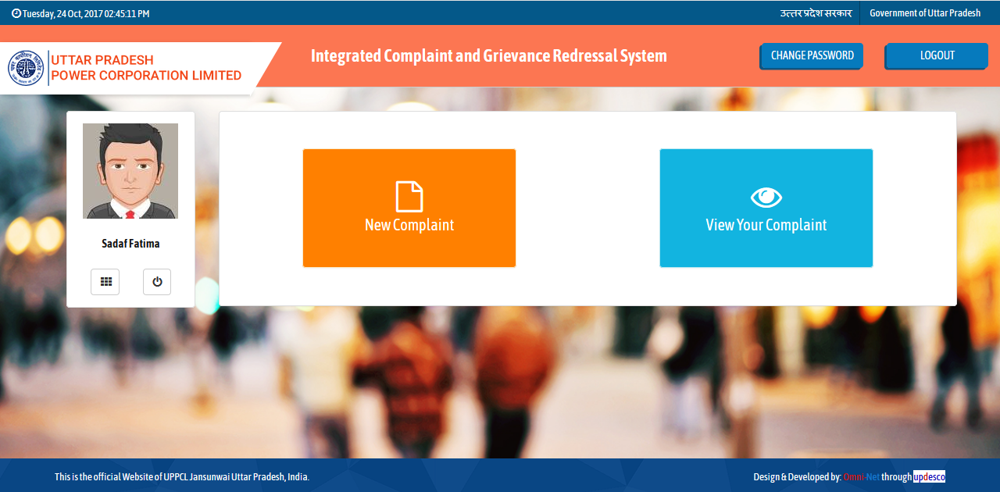 Tuesday, 24 Oct, 2017 02:45:11 PM
उत्तर प्रदेश सरकार
Government of Uttar Pradesh
UTTAR PRADESH
POWER CORPORATION LIMITED
Integrated Complaint and Grievance Redressal System
CHANGE PASSWORD
LOGOUT
Sadaf Fatima
New Complaint
View Your Complaint
This is the official Website of UPPCL Jansunwai Uttar Pradesh, India.
Design & Developed by: Omni-Net through updesco